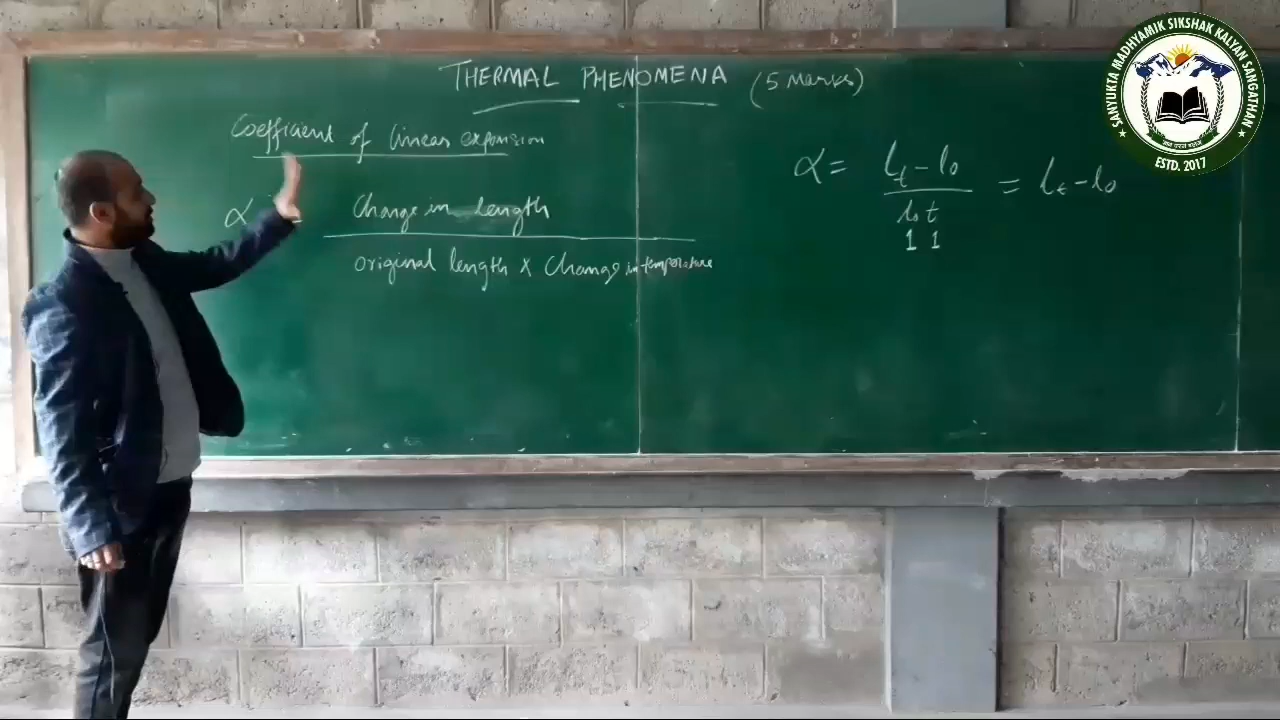 THERMAL PHENOMENA (5 Marks)
Coefficient of linear expansion
α = Change in length
original length x Change in temperature
α = lt - l0 = lt - l0
l0 t
1 1
SANYUKTA MADHYAMIK SIKSHAK KALYAN SANGATHAN
ESTD. 2017